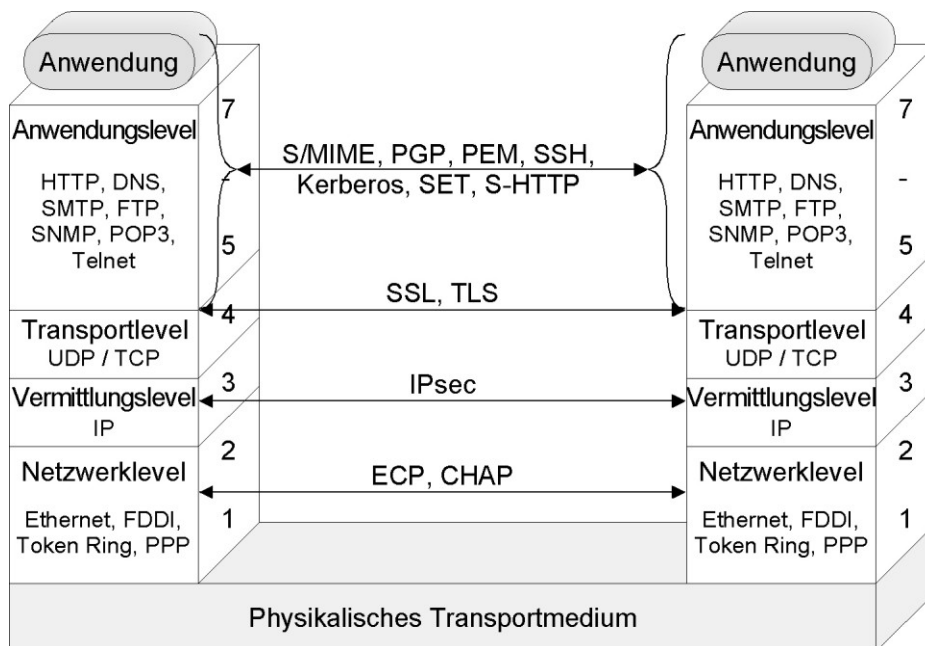 Anwendung
7
Anwendungslevel
HTTP, DNS,
-
SMTP, FTP,
SNMP, POP3,
5
Telnet
4
Transportlevel
UDP / TCP
3
Vermittlungslevel
IP
2
Netzwerklevel
1
Ethernet, FDDI,
Token Ring, PPP
S/MIME, PGP, PEM, SSH,
Kerberos, SET, S-HTTP
SSL, TLS
IPsec
ECP, CHAP
Anwendung
7
Anwendungslevel
HTTP, DNS,
-
SMTP, FTP,
SNMP, POP3,
5
Telnet
4
Transportlevel
UDP / TCP
3
Vermittlungslevel
IP
2
Netzwerklevel
1
Ethernet, FDDI,
Token Ring, PPP
Physikalisches Transportmedium